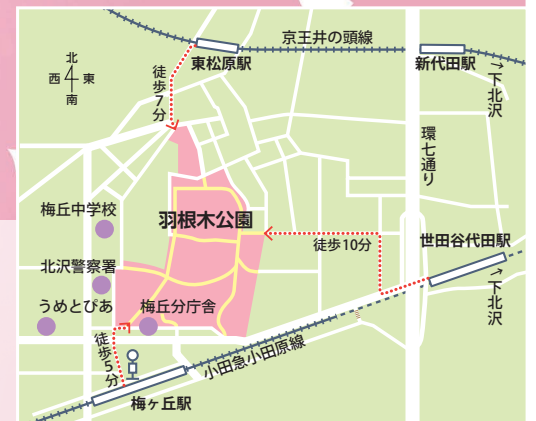 京王井の頭線
東松原駅
新代田駅
→下北沢
北
西 東
南
徒歩7分
環七通り
梅丘中学校
羽根木公園
徒歩10分
世田谷代田駅
→下北沢
北沢警察署
うめとぴあ
梅丘分庁舎
徒歩5分
小田急小田原線
梅ヶ丘駅